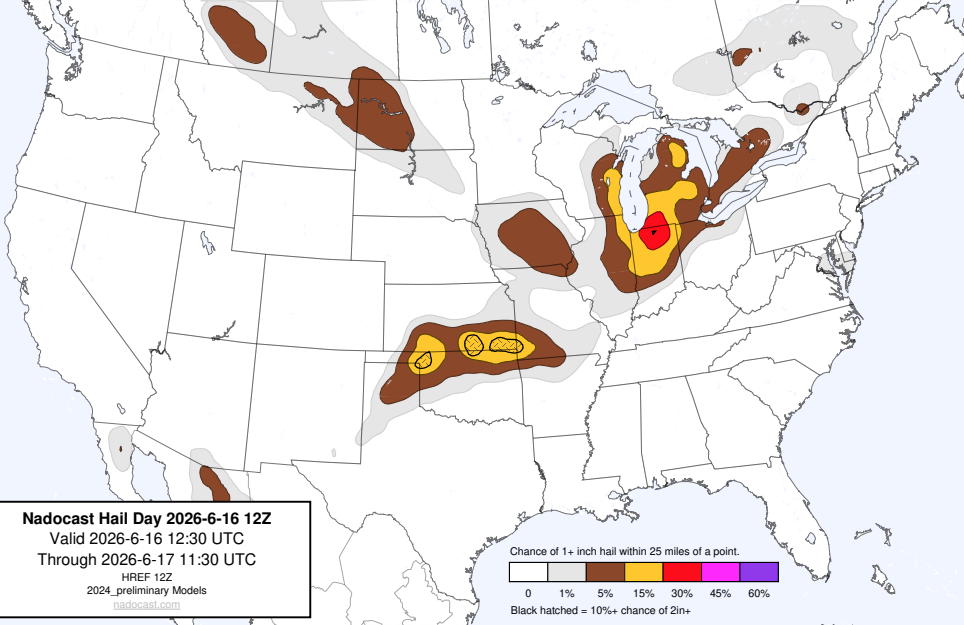 Nadocast Hail Day 2026-6-16 12Z
Valid 2026-6-16 12:30 UTC
Through 2026-6-17 11:30 UTC
HREF 12Z
2024_preliminary Models
nadocast.com
Chance of 1+ inch hail within 25 miles of a point.
0 1% 5% 15% 30% 45% 60%
Black hatched = 10%+ chance of 2in+